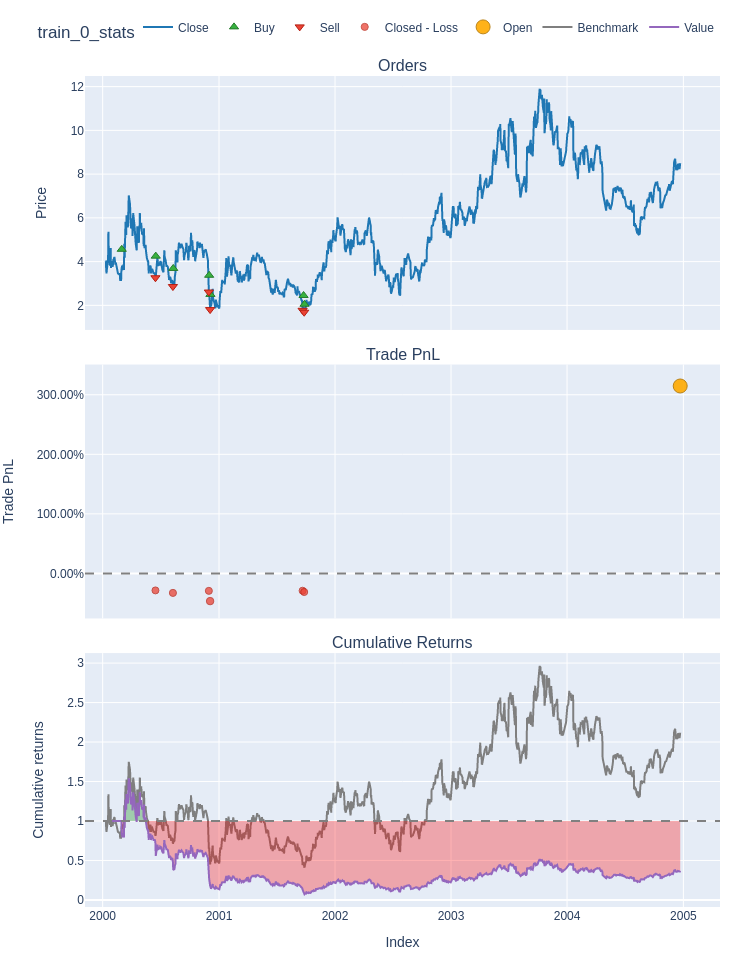 train_0_stats
Close
Buy
Sell
Closed - Loss
Open
Benchmark
Value
Orders
12
10
8
6
4
2
Price
Trade PnL
300.00%
200.00%
100.00%
0.00%
Trade PnL
Cumulative Returns
3
2.5
2
1.5
1
0.5
0
Cumulative returns
2000
2001
2002
2003
2004
2005
Index